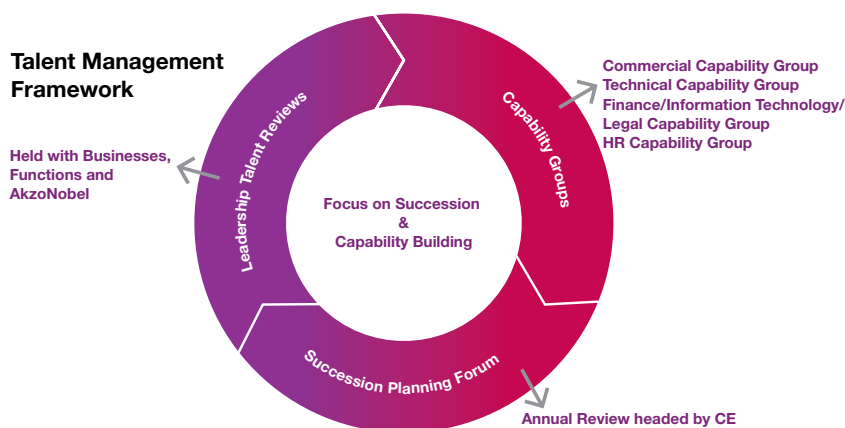 Talent Management
Framework
Held with Businesses,
Functions and
AkzoNobel
Leadership Talent Reviews
Capability Groups
Commercial Capability Group
Technical Capability Group
Finance/Information Technology/
Legal Capability Group
HR Capability Group
Focus on Succession
&
Capability Building
Succession Planning Forum
Annual Review headed by CE